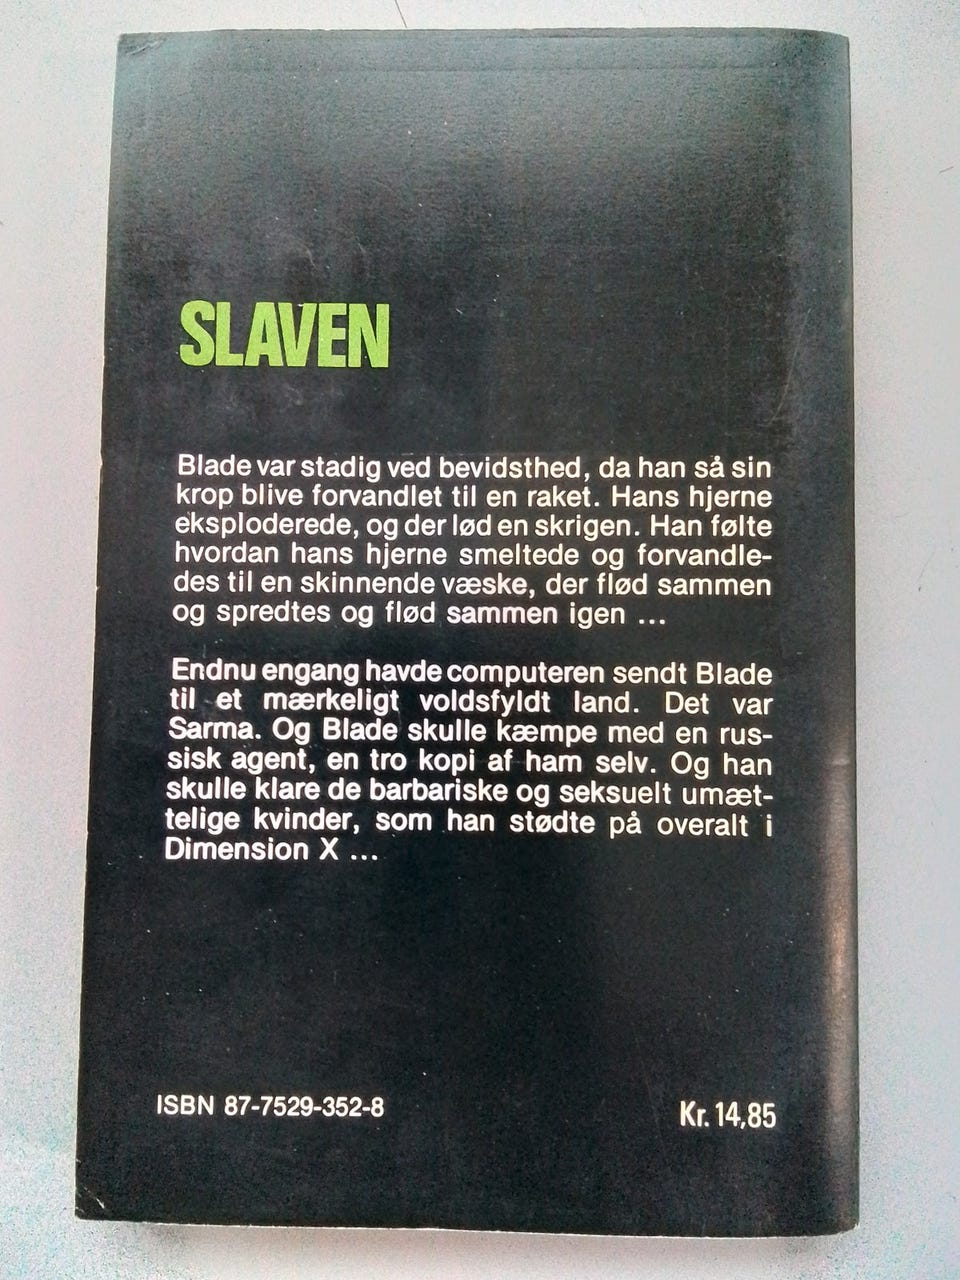 SLAVEN
Blade var stadig ved bevidsthed, da han så sin
krop blive forvandlet til en raket. Hans hjerne
eksploderede, og der lød en skrigen. Han følte
hvordan hans hjerne smeltede og forvandle-
des til en skinnende væske, der flød sammen
og spredtes og flød sammen igen ...
Endnu engang havde computeren sendt Blade
til et mærkeligt voldsfyldt land. Det var
Sarma. Og Blade skulle kæmpe med en rus-
sisk agent, en tro kopi af ham selv. Og han
skulle klare de barbariske og seksuelt umæt-
telige kvinder, som han stødte på overalt i
Dimension X ...
ISBN 87-7529-352-8
Kr. 14,85